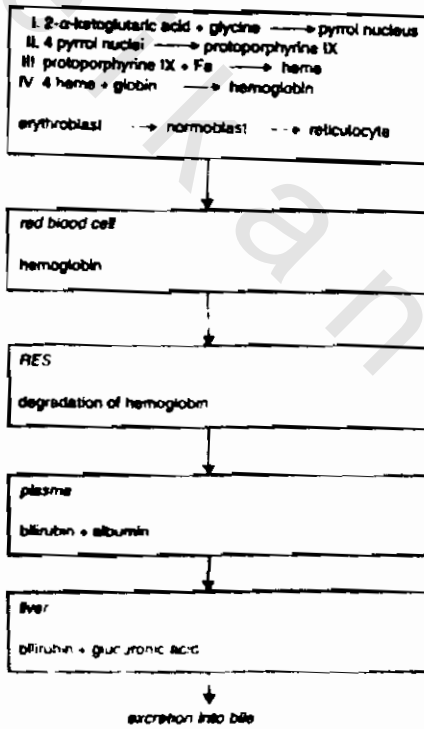 I. 2-α-ketoglutaric acid + glycine → pyrrol nucleus
II. 4 pyrrol nuclei → protoporphyrine IX
III protoporphyrine IX + Fe → heme
IV 4 heme + globin → hemoglobin
erythroblast → normoblast → reticulocyte
red blood cell
hemoglobin
RES
degradation of hemoglobin
plasma
bilirubin + albumin
liver
bilirubin + glucuronic acid
excretion into bile